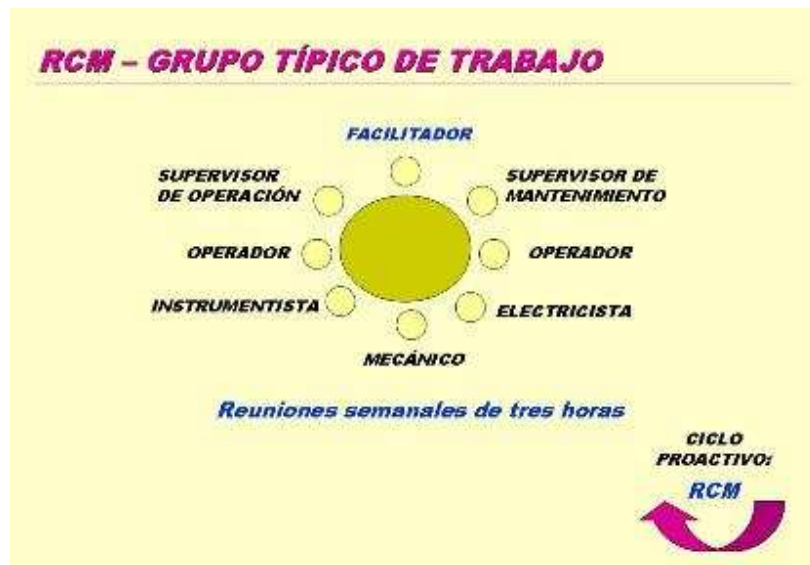 RCM – GRUPO TÍPICO DE TRABAJO
FACILITADOR
SUPERVISOR
DE OPERACIÓN
SUPERVISOR DE
MANTENIMIENTO
OPERADOR
OPERADOR
INSTRUMENTISTA
ELECTRICISTA
MECÁNICO
Reuniones semanales de tres horas
CICLO
PROACTIVO:
RCM